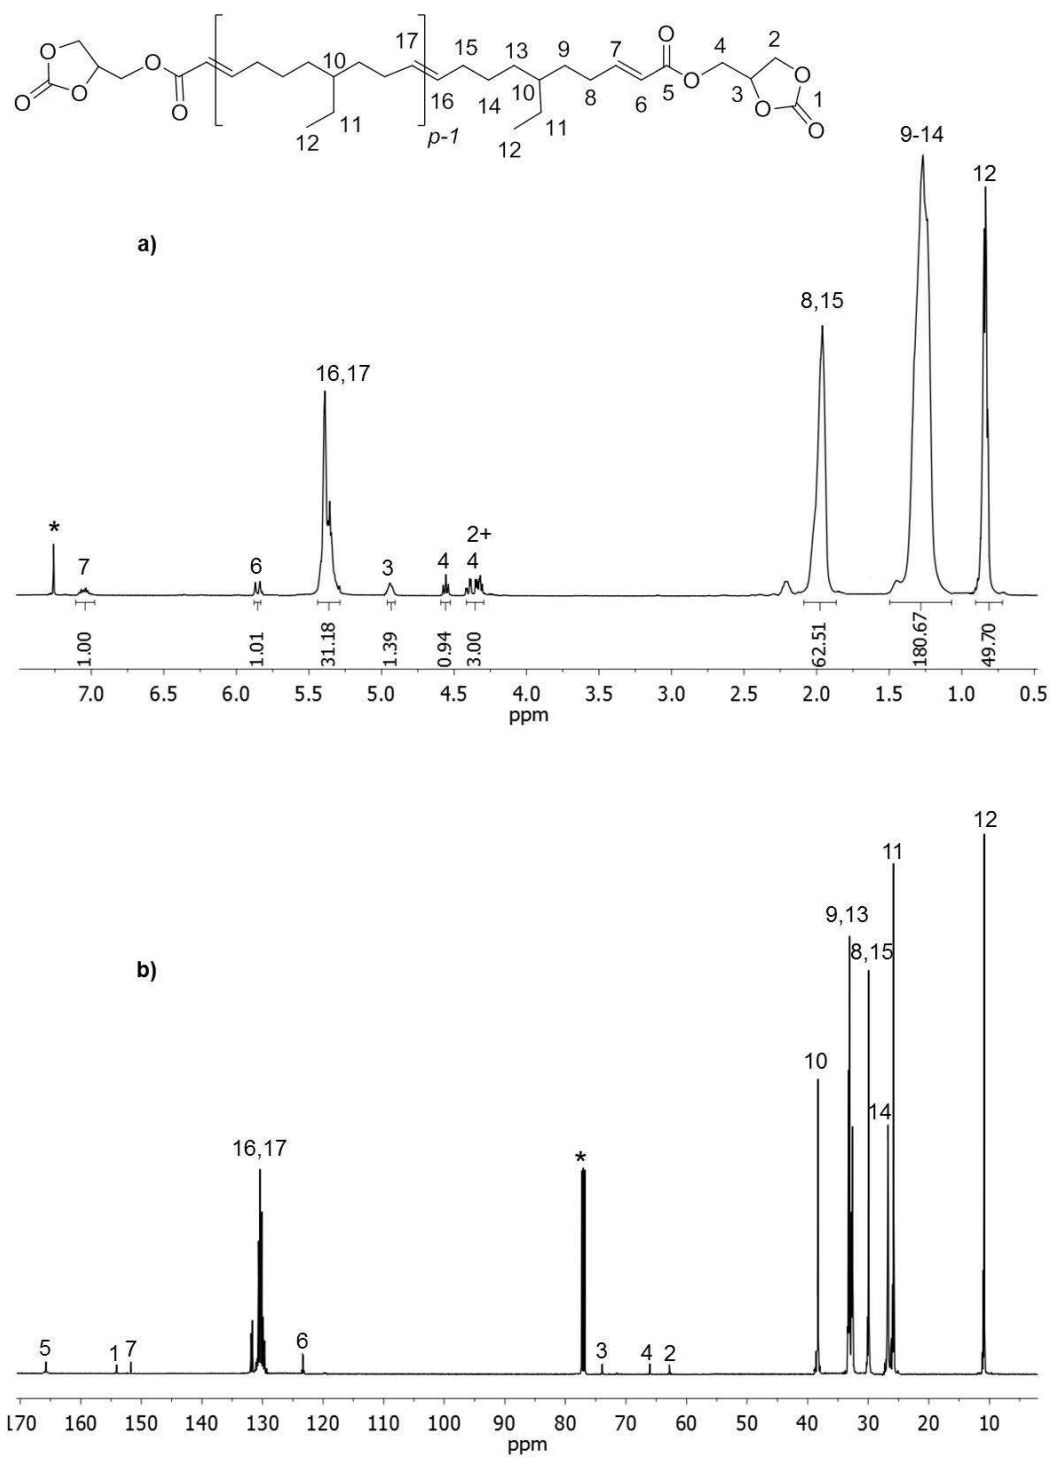 O O O O O
10 17 15 13 9 7 O 4 2
O O O O 1
12 11 16 14 10 8 6 5 3 O O
p-1 12 11
a)
* 7 6 16,17 3 4 2+ 4 8,15 9-14 12
1.00 1.01 31.18 1.39 0.94 3.00 62.51 180.67 49.70
7.0 6.5 6.0 5.5 5.0 4.5 4.0 3.5 3.0 2.5 2.0 1.5 1.0 0.5
ppm
b)
5 1 7 16,17 6 * 3 4 2 10 9,13 8,15 14 11 12
170 160 150 140 130 120 110 100 90 80 70 60 50 40 30 20 10
ppm